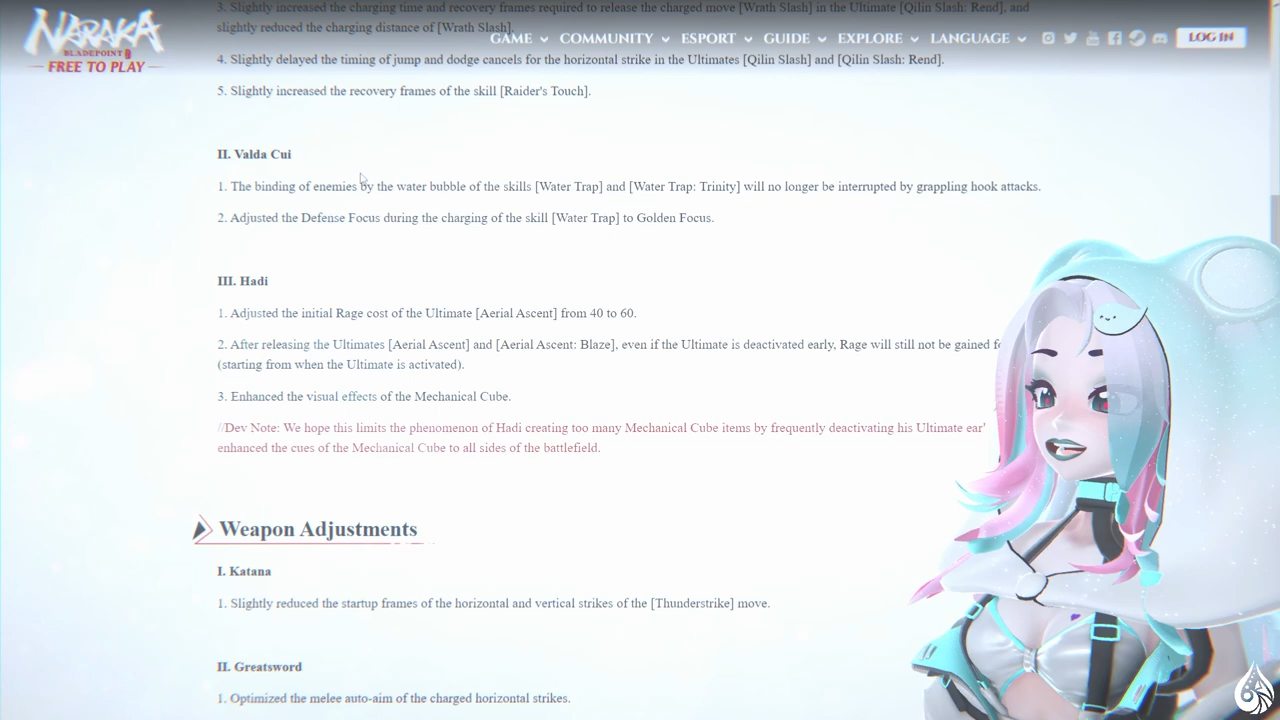 3. Slightly increased the charging time and recovery frames required to release the charged move [Wrath Slash] in the Ultimate [Qilin Slash: Rend], and
slightly reduced the charging distance of [Wrath Slash].
NARAKA
BLADEPOINT
FREE TO PLAY
GAME COMMUNITY ESPORT GUIDE EXPLORE LANGUAGE LOG IN
4. Slightly delayed the timing of jump and dodge cancels for the horizontal strike in the Ultimates [Qilin Slash] and [Qilin Slash: Rend].
5. Slightly increased the recovery frames of the skill [Raider's Touch].
II. Valda Cui
1. The binding of enemies by the water bubble of the skills [Water Trap] and [Water Trap: Trinity] will no longer be interrupted by grappling hook attacks.
2. Adjusted the Defense Focus during the charging of the skill [Water Trap] to Golden Focus.
III. Hadi
1. Adjusted the initial Rage cost of the Ultimate [Aerial Ascent] from 40 to 60.
2. After releasing the Ultimates [Aerial Ascent] and [Aerial Ascent: Blaze], even if the Ultimate is deactivated early, Rage will still not be gained
(starting from when the Ultimate is activated).
3. Enhanced the visual effects of the Mechanical Cube.
//Dev Note: We hope this limits the phenomenon of Hadi creating too many Mechanical Cube items by frequently deactivating his Ultimate
enhanced the cues of the Mechanical Cube to all sides of the battlefield.
Weapon Adjustments
I. Katana
1. Slightly reduced the startup frames of the horizontal and vertical strikes of the [Thunderstrike] move.
II. Greatsword
1. Optimized the melee auto-aim of the charged horizontal strikes.